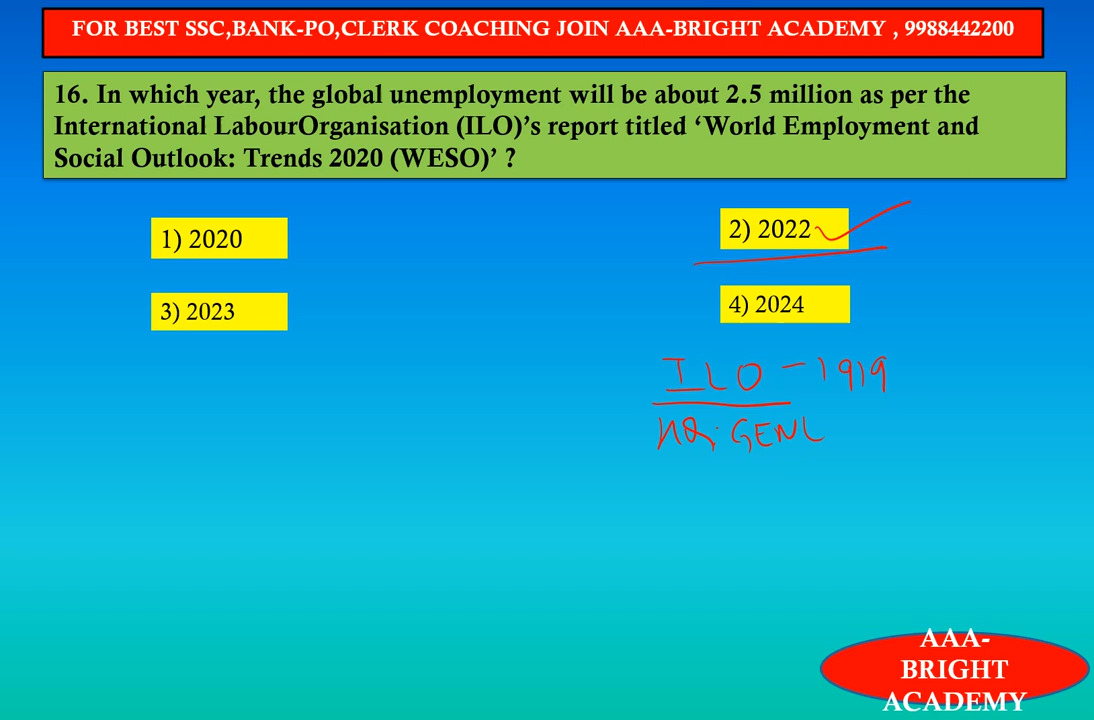 FOR BEST SSC,BANK-PO,CLERK COACHING JOIN AAA-BRIGHT ACADEMY , 9988442200
16. In which year, the global unemployment will be about 2.5 million as per the
International LabourOrganisation (ILO)’s report titled ‘World Employment and
Social Outlook: Trends 2020 (WESO)’ ?
1) 2020
2) 2022
3) 2023
4) 2024
ILO - 1919
HQ: GENL
AAA-
BRIGHT
ACADEMY